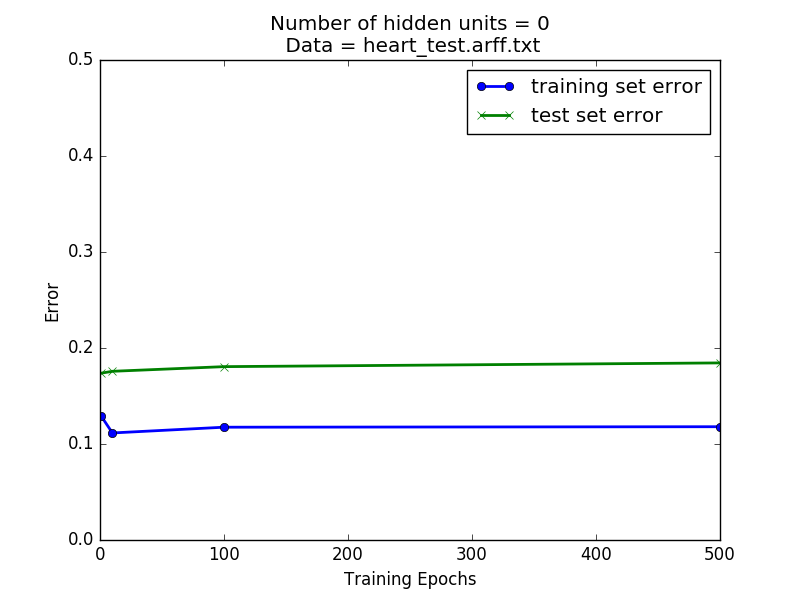 Number of hidden units = 0
Data = heart_test.arff.txt
training set error
test set error
0.5
0.4
0.3
0.2
0.1
0.0
Error
0 100 200 300 400 500
Training Epochs